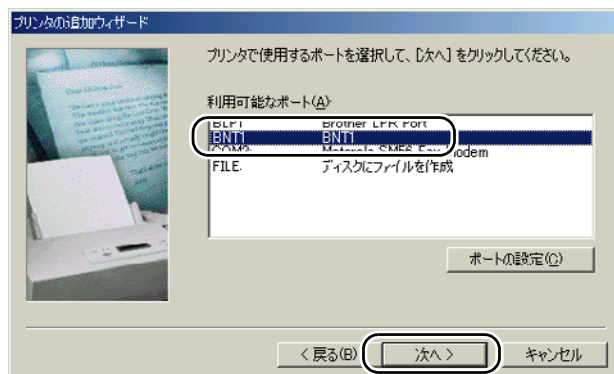 プリンタの追加ウィザード
プリンタで使用するポートを選択して、[次へ] をクリックしてください。
利用可能なポート(A):
BLP1 Brother LPR Port
BNT1 BNT1
COM2: Motorola SM56 Fax Modem
FILE: ディスクにファイルを作成
ポートの設定(C)
< 戻る(B) 次へ > キャンセル